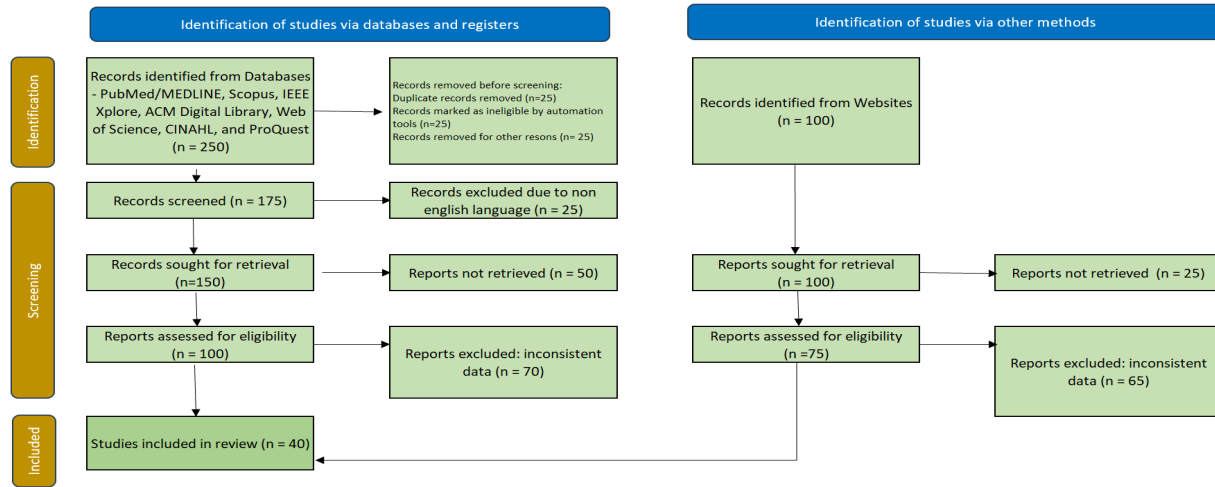 Identification of studies via databases and registers
Identification of studies via other methods
Identification
Records identified from Databases
- PubMed/MEDLINE, Scopus, IEEE
Xplore, ACM Digital Library, Web
of Science, CINAHL, and ProQuest
(n = 250)
Records removed before screening:
Duplicate records removed (n=25)
Records marked as ineligible by automation
tools (n=25)
Records removed for other resons (n= 25)
Records identified from Websites
(n = 100)
Screening
Records screened (n = 175)
Records excluded due to non
english language (n = 25)
Records sought for retrieval
(n=150)
Reports not retrieved (n = 50)
Reports sought for retrieval
(n = 100)
Reports not retrieved (n = 25)
Reports assessed for eligibility
(n = 100)
Reports excluded: inconsistent
data (n = 70)
Reports assessed for eligibility
(n =75)
Reports excluded: inconsistent
data (n = 65)
Included
Studies included in review (n = 40)